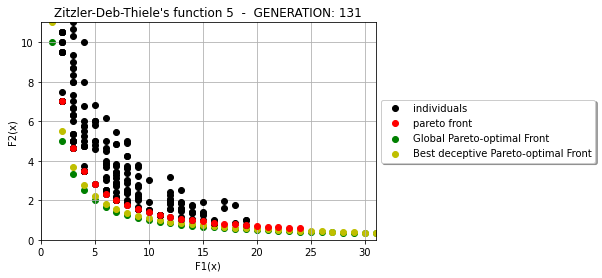 Zitzler-Deb-Thiele's function 5 - GENERATION: 131
F2(x)
10
8
6
4
2
0
0 5 10 15 20 25 30
F1(x)
individuals
pareto front
Global Pareto-optimal Front
Best deceptive Pareto-optimal Front